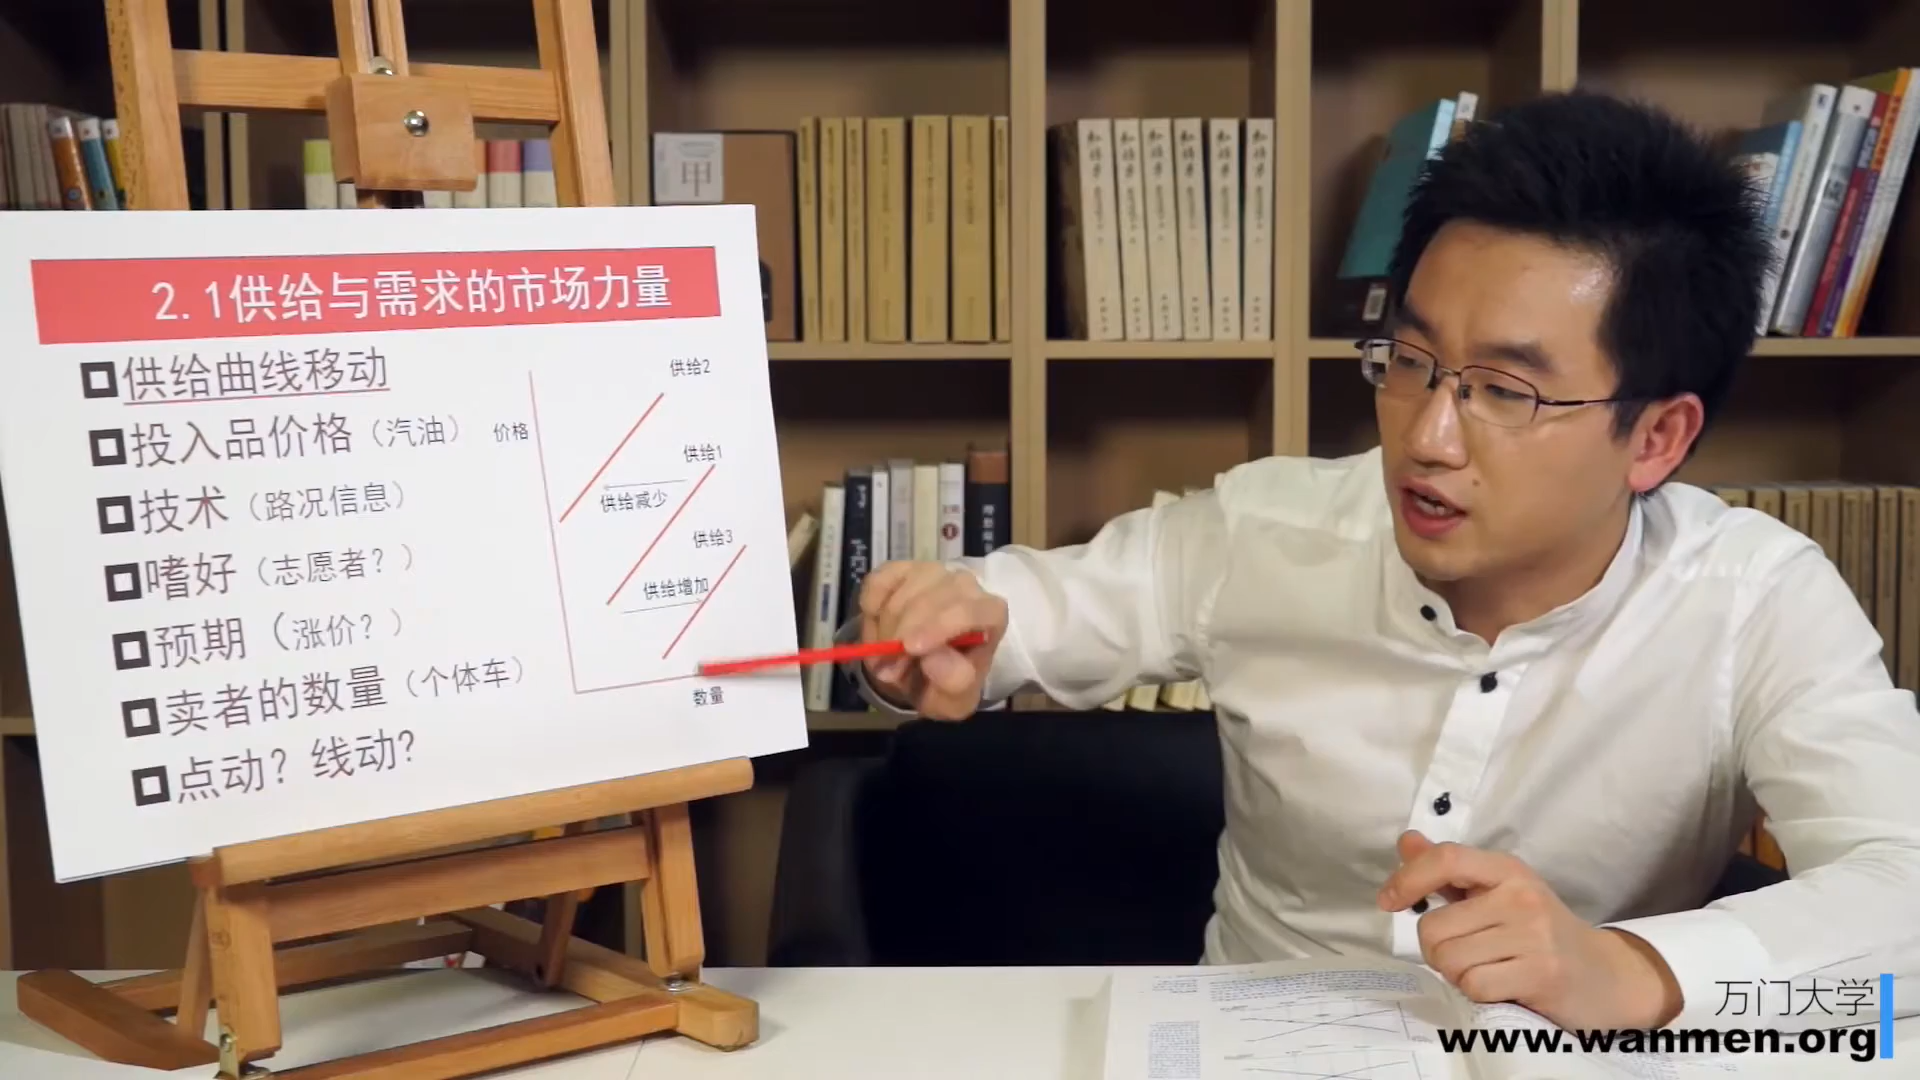 2.1供给与需求的市场力量
供给曲线移动
投入品价格（汽油）
技术（路况信息）
嗜好（志愿者？）
预期（涨价？）
卖者的数量（个体车）
点动？线动？
供给2
价格
供给1
供给减少
供给3
供给增加
数量
甲
万门大学
www.wanmen.org